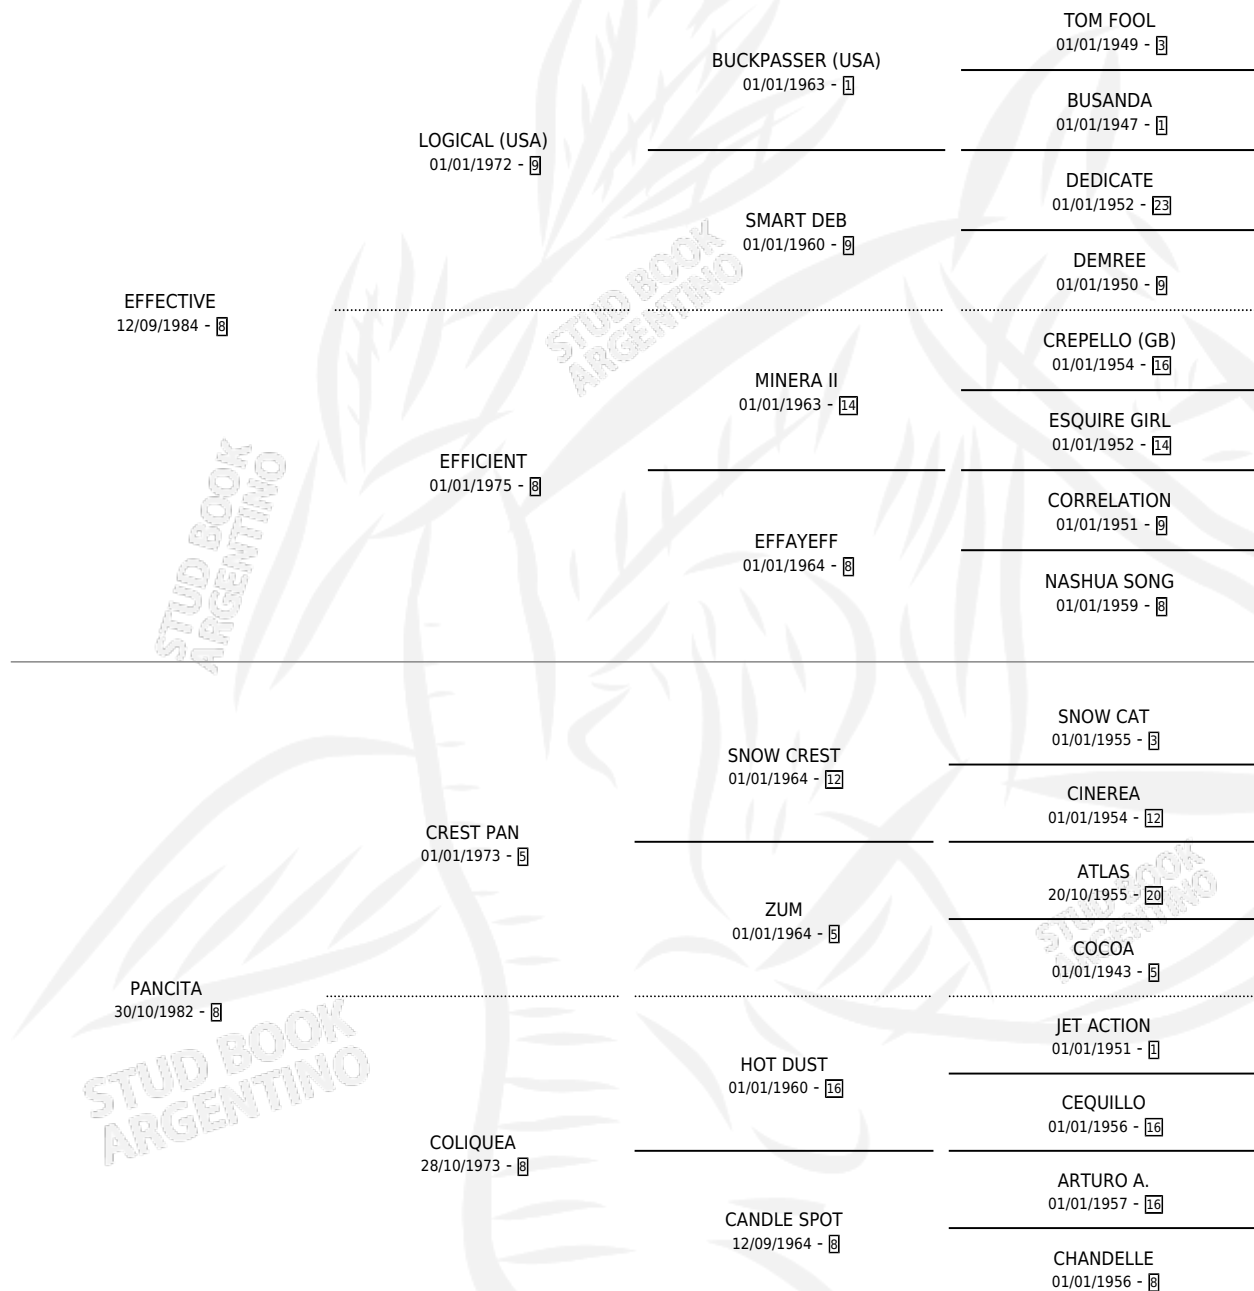 TOM FOOL
01/01/1949 - 3
BUCKPASSER (USA)
01/01/1963 - 1
BUSANDA
01/01/1947 - 1
LOGICAL (USA)
01/01/1972 - 9
DEDICATE
01/01/1952 - 23
SMART DEB
01/01/1960 - 9
DEMREE
01/01/1950 - 9
EFFECTIVE
12/09/1984 - 8
CREPELLO (GB)
01/01/1954 - 16
MINERA II
01/01/1963 - 14
ESQUIRE GIRL
01/01/1952 - 14
EFFICIENT
01/01/1975 - 8
CORRELATION
01/01/1951 - 9
EFFAYEFF
01/01/1964 - 8
NASHUA SONG
01/01/1959 - 8
SNOW CAT
01/01/1955 - 3
SNOW CREST
01/01/1964 - 12
CINEREA
01/01/1954 - 12
CREST PAN
01/01/1973 - 5
ATLAS
20/10/1955 - 20
ZUM
01/01/1964 - 5
COCOA
01/01/1943 - 5
PANCITA
30/10/1982 - 8
JET ACTION
01/01/1951 - 1
HOT DUST
01/01/1960 - 16
CEQUILLO
01/01/1956 - 16
COLIQUEA
28/10/1973 - 8
ARTURO A.
01/01/1957 - 16
CANDLE SPOT
12/09/1964 - 8
CHANDELLE
01/01/1956 - 8
STUD BOOK
ARGENTINO
STUD BOOK
ARGENTINO
STUD BOOK
ARGENTINO
STUD BOOK
ARGENTINO